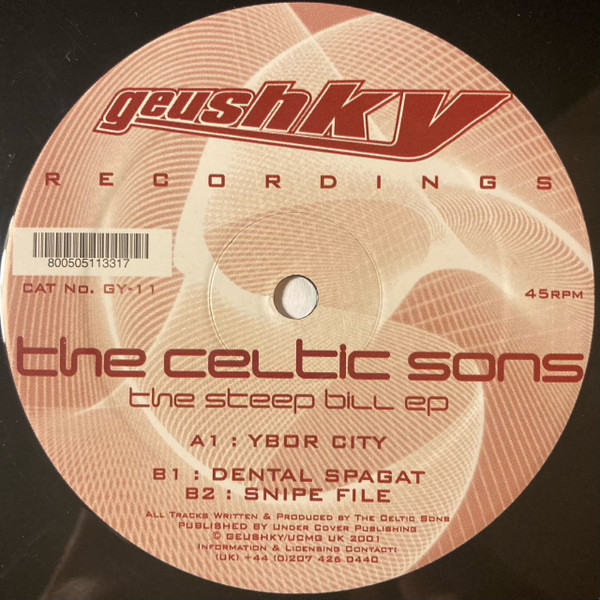 geushky
RECORDINGS
800505113317
CAT No. GY-11
45RPM
the celtic sons
the steep bill ep
A1 : YBOR CITY
B1 : DENTAL SPAGAT
B2 : SNIPE FILE
All Tracks Written & Produced by The Celtic Sons
PUBLISHED BY Under Cover Publishing
© GEUSHKY/UCMG UK 2001
Information & Licensing Contact:
(UK) +44 (0)207 426 0440